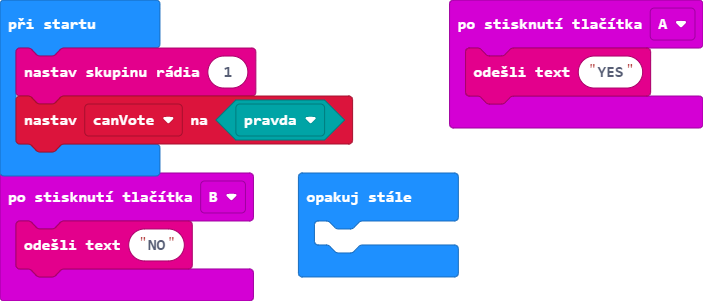 při startu
nastav skupinu rádia 1
nastav canVote na pravda
po stisknutí tlačítka A
odešli text "YES"
po stisknutí tlačítka B
odešli text "NO"
opakuj stále